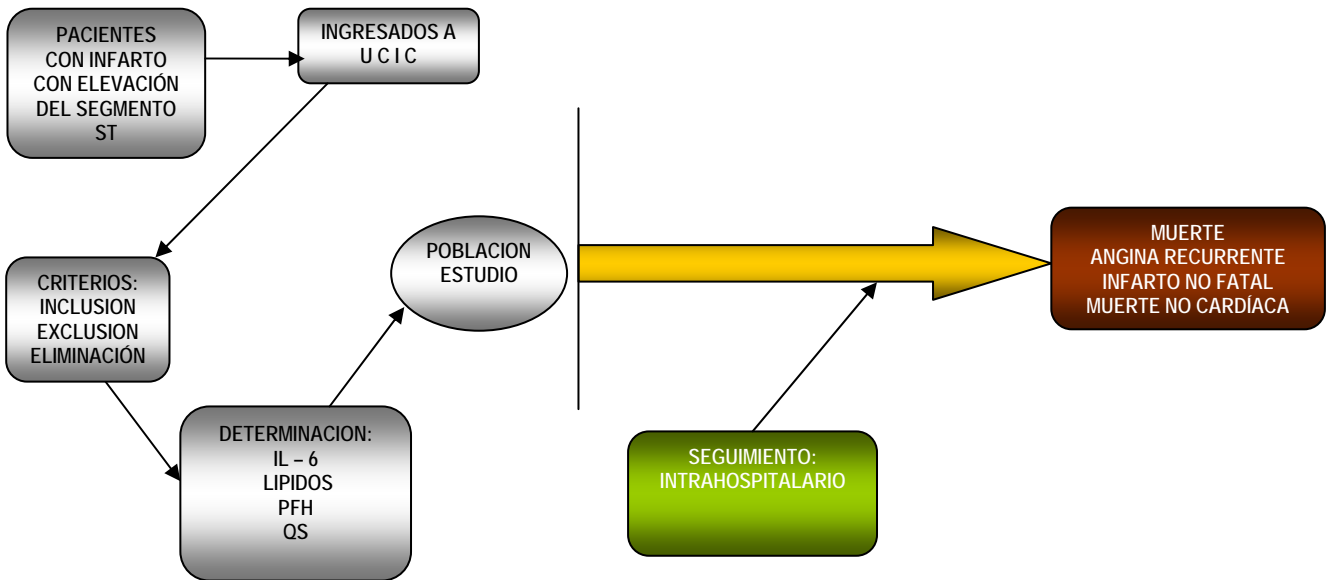 PACIENTES
CON INFARTO
CON ELEVACIÓN
DEL SEGMENTO
ST
INGRESADOS A
U C I C
CRITERIOS:
INCLUSION
EXCLUSION
ELIMINACIÓN
DETERMINACION:
IL – 6
LIPIDOS
PFH
QS
POBLACION
ESTUDIO
SEGUIMIENTO:
INTRAHOSPITALARIO
MUERTE
ANGINA RECURRENTE
INFARTO NO FATAL
MUERTE NO CARDÍACA